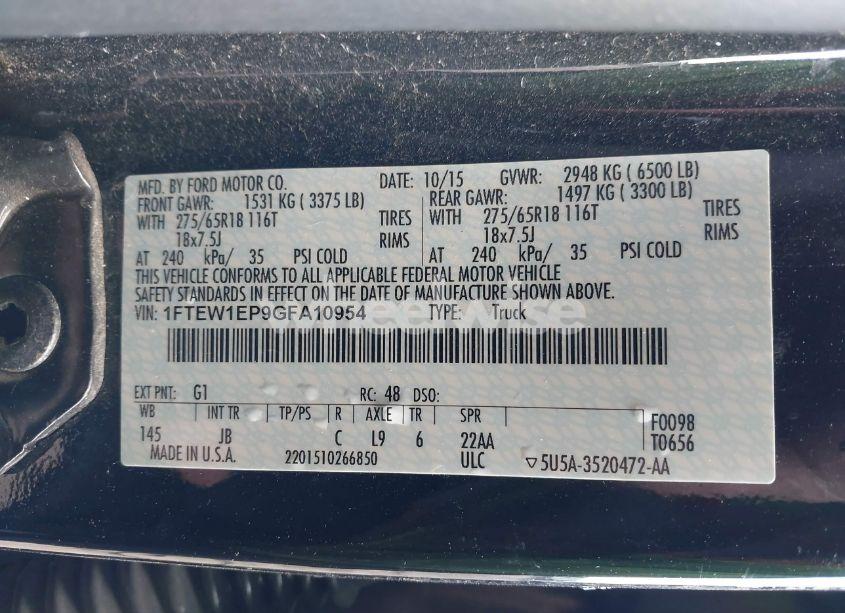 MFD. BY FORD MOTOR CO. DATE: 10/15 GVWR: 2948 KG ( 6500 LB)
FRONT GAWR: 1531 KG ( 3375 LB) REAR GAWR: 1497 KG ( 3300 LB)
WITH 275/65R18 116T TIRES WITH 275/65R18 116T TIRES
18x7.5J RIMS 18x7.5J RIMS
AT 240 kPa/ 35 PSI COLD AT 240 kPa/ 35 PSI COLD
THIS VEHICLE CONFORMS TO ALL APPLICABLE FEDERAL MOTOR VEHICLE
SAFETY STANDARDS IN EFFECT ON THE DATE OF MANUFACTURE SHOWN ABOVE.
VIN: 1FTEW1EP9GFA10954 TYPE: Truck
wheelwise
EXT PNT: G1 RC: 48 DSO:
WB INT TR TP/PS R AXLE TR SPR F0098
145 JB C L9 6 22AA T0656
MADE IN U.S.A. 2201510266850 ULC ▽5U5A-3520472-AA